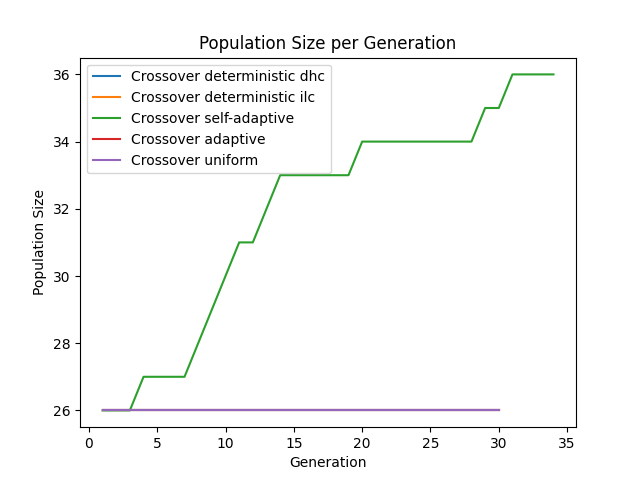 Population Size per Generation
Crossover deterministic dhc
Crossover deterministic ilc
Crossover self-adaptive
Crossover adaptive
Crossover uniform
Population Size
36
34
32
30
28
26
0 5 10 15 20 25 30 35
Generation